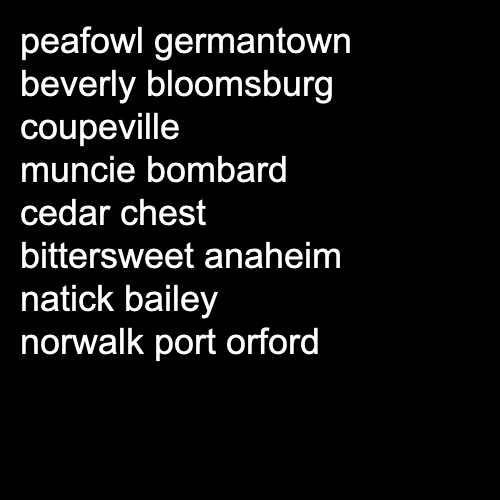 peafowl germantown
beverly bloomsburg
coupeville
muncie bombard
cedar chest
bittersweet anaheim
natick bailey
norwalk port orford